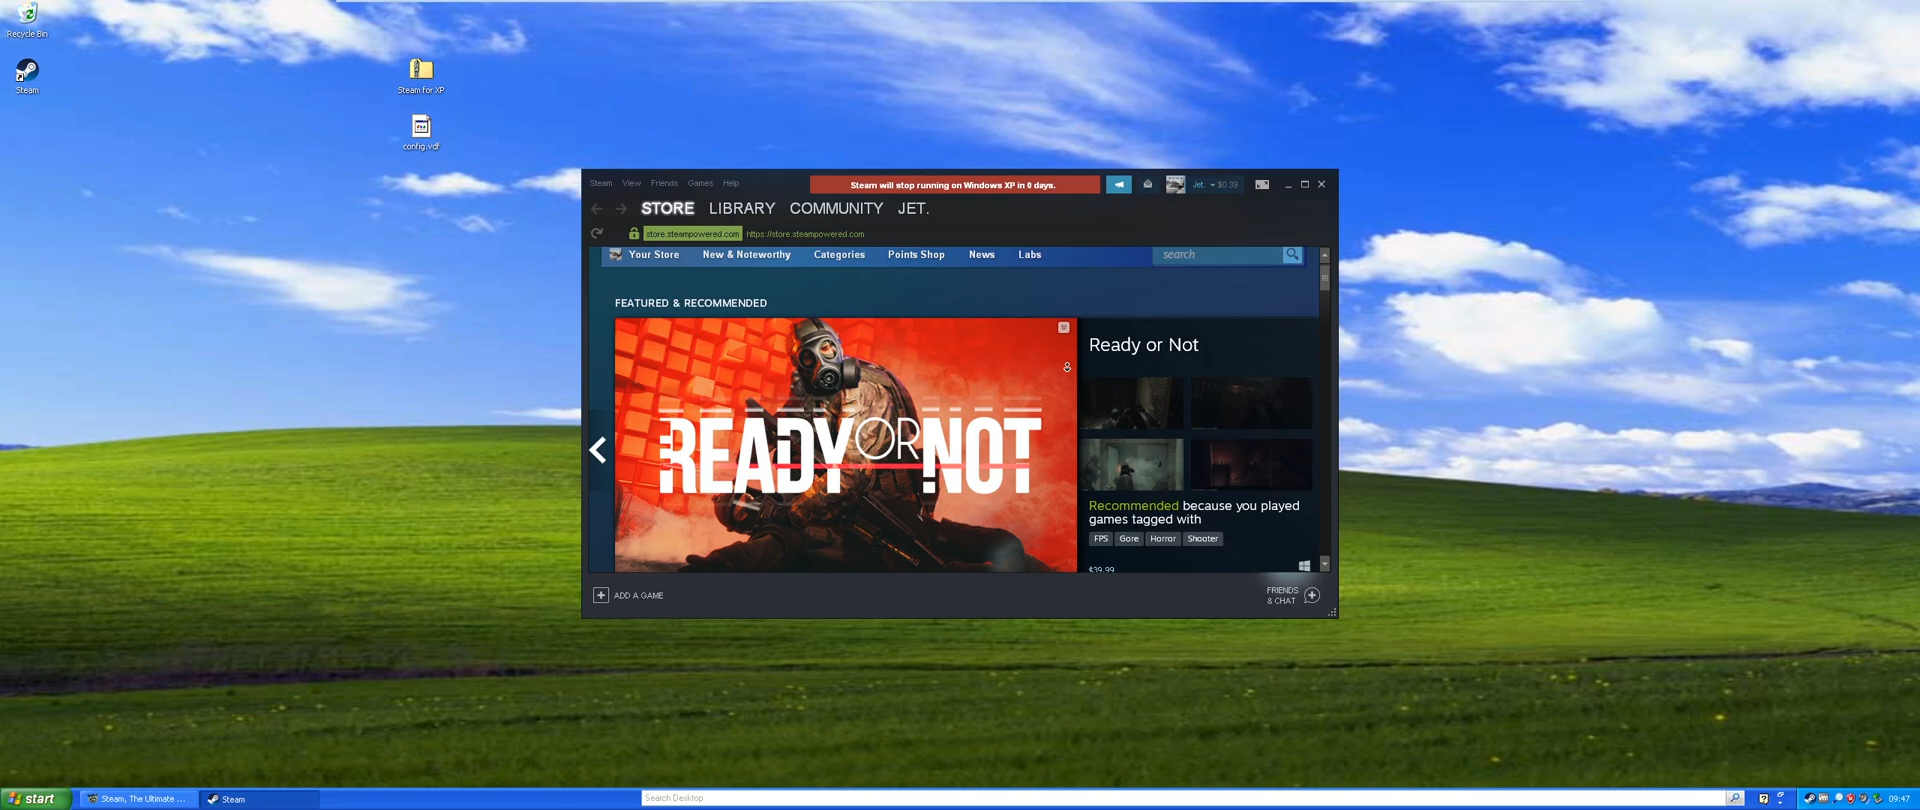 Recycle Bin
Steam
Steam for XP
config.vdf
Steam View Friends Games Help
Steam will stop running on Windows XP in 0 days.
Jet. $0.39
STORE LIBRARY COMMUNITY JET.
store.steampowered.com https://store.steampowered.com
Your Store New & Noteworthy Categories Points Shop News Labs search
FEATURED & RECOMMENDED
READY OR NOT
Ready or Not
Recommended because you played
games tagged with
FPS Gore Horror Shooter
$39.99
ADD A GAME
FRIENDS
& CHAT
start Steam, The Ultimate ... Steam Search Desktop 09:47